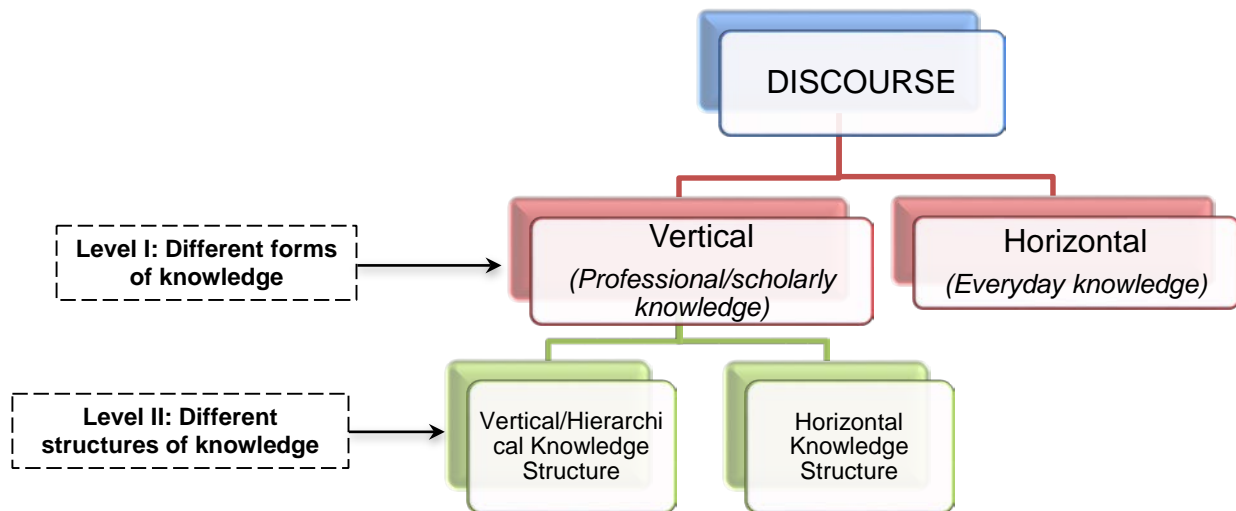 DISCOURSE
Level I: Different forms
of knowledge
Vertical
(Professional/scholarly
knowledge)
Horizontal
(Everyday knowledge)
Level II: Different
structures of knowledge
Vertical/Hierarchi
cal Knowledge
Structure
Horizontal
Knowledge
Structure